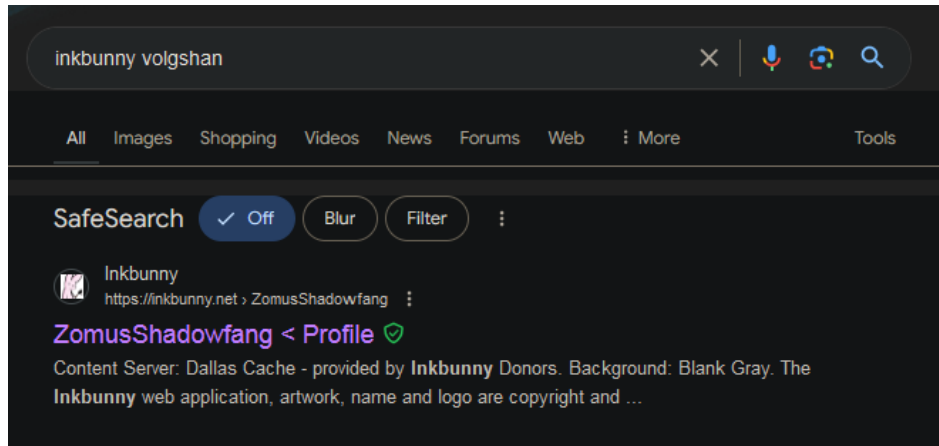 inkbunny volgshan
All Images Shopping Videos News Forums Web More Tools
SafeSearch Off Blur Filter
Inkbunny
https://inkbunny.net › ZomusShadowfang
ZomusShadowfang < Profile
Content Server: Dallas Cache - provided by Inkbunny Donors. Background: Blank Gray. The
Inkbunny web application, artwork, name and logo are copyright and ...